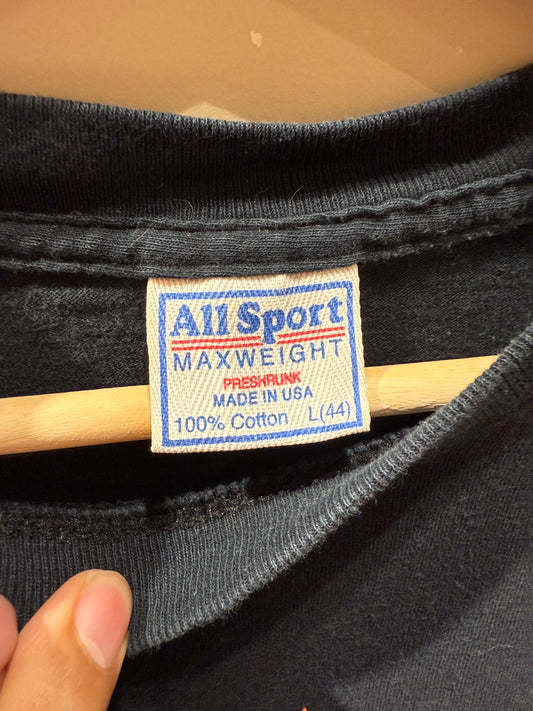 All Sport
MAXWEIGHT
PRESHRUNK
MADE IN USA
100% Cotton L(44)